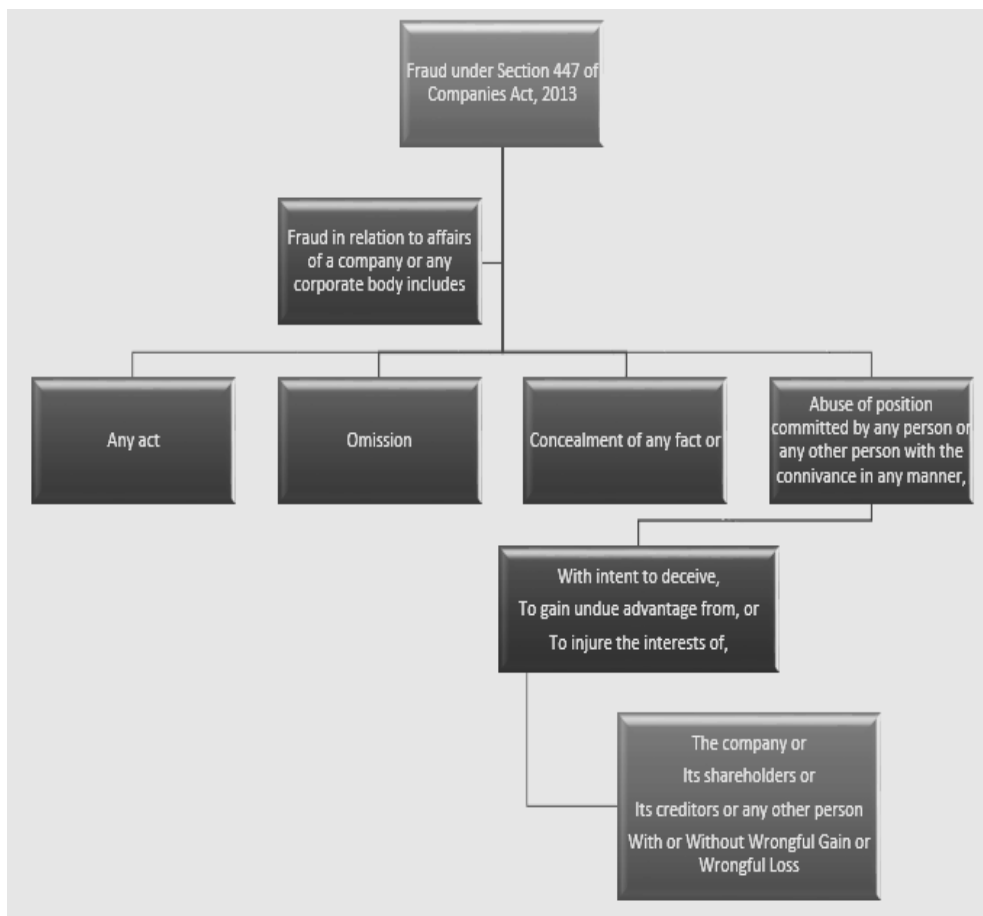 Fraud under Section 447 of
Companies Act, 2013
Fraud in relation to affairs
of a company or any
corporate body includes
Any act
Omission
Concealment of any fact or
Abuse of position
committed by any person or
any other person with the
connivance in any manner,
With intent to deceive,
To gain undue advantage from, or
To injure the interests of,
The company or
Its shareholders or
Its creditors or any other person
With or Without Wrongful Gain or
Wrongful Loss